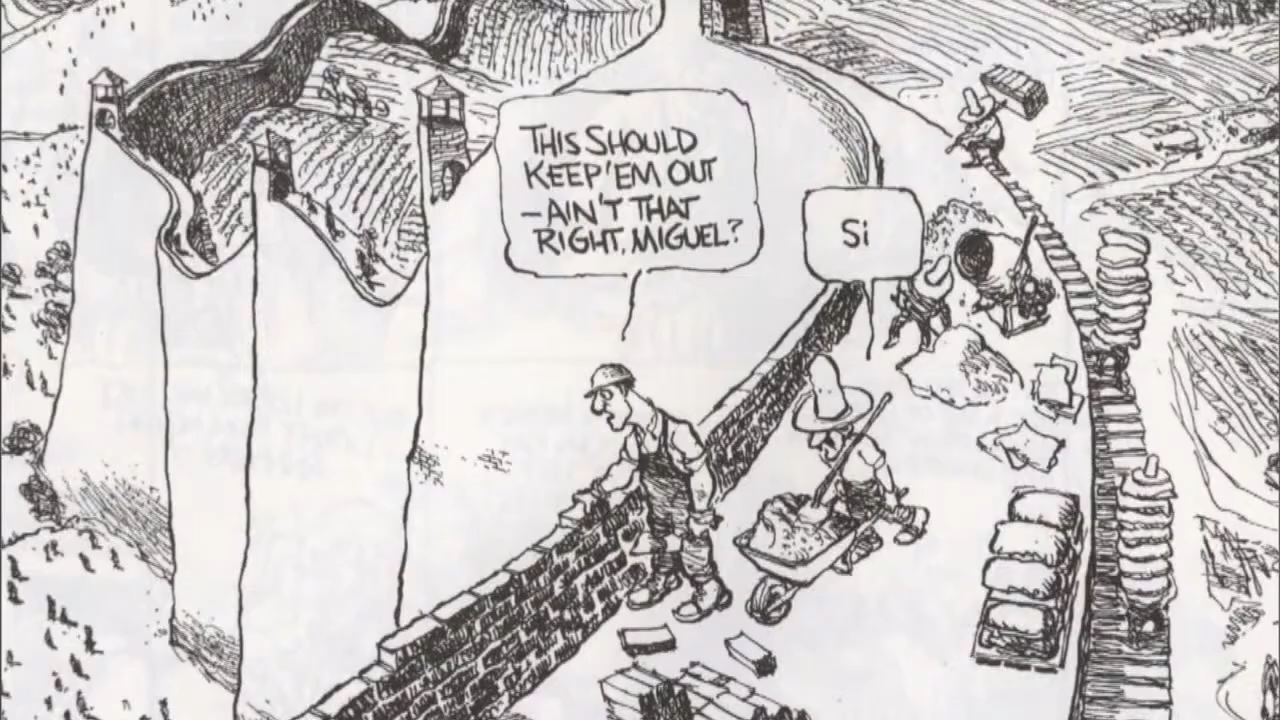 THIS SHOULD
KEEP 'EM OUT
-AIN'T THAT
RIGHT, MIGUEL?
Si